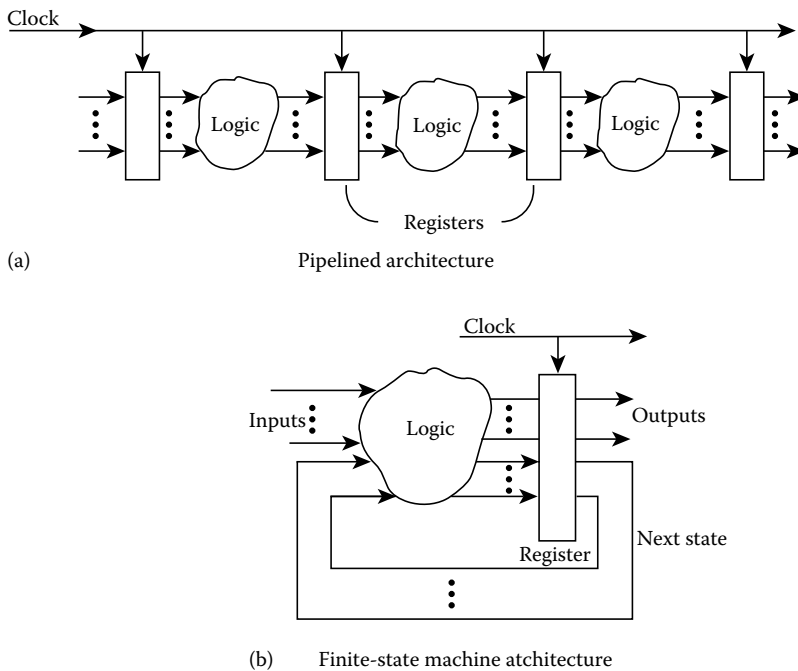 Clock
Logic
Logic
Logic
Registers
(a) Pipelined architecture
Clock
Inputs
Logic
Outputs
Next state
Register
(b) Finite-state machine atchitecture